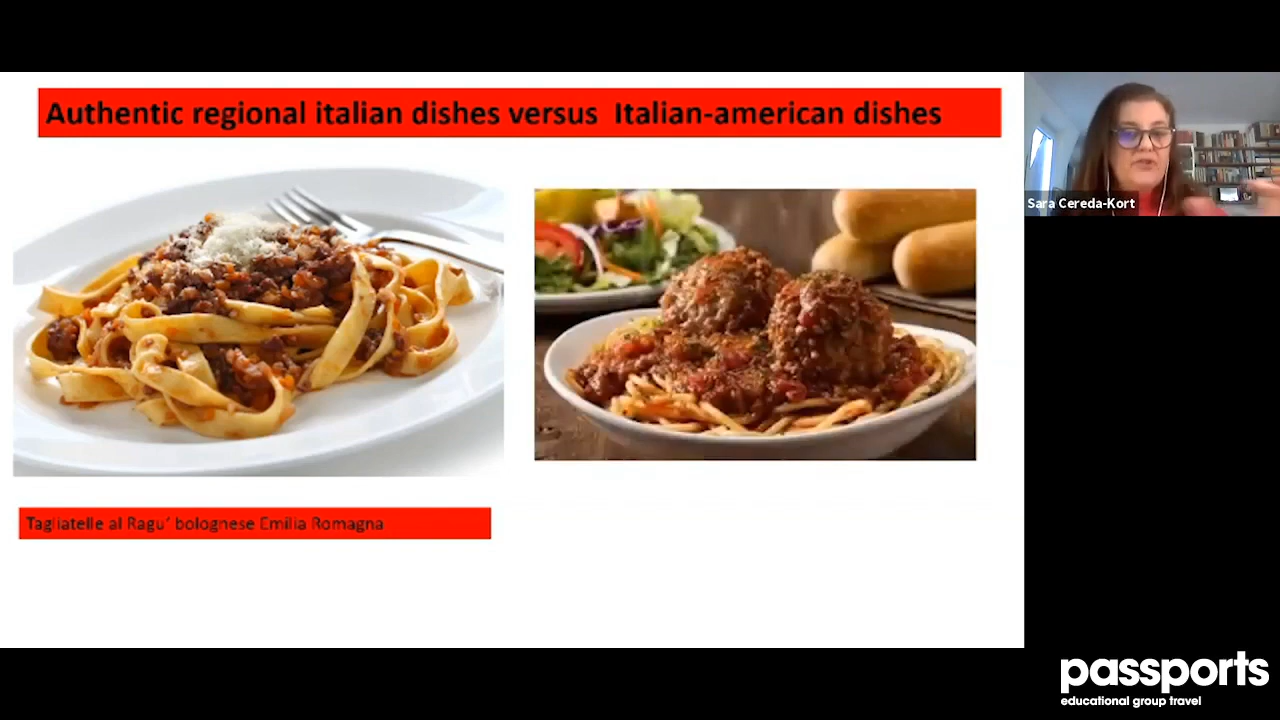 Authentic regional italian dishes versus Italian-american dishes
Sara Cereda-Kort
Tagliatelle al Ragu' bolognese Emilia Romagna
passports
educational group travel